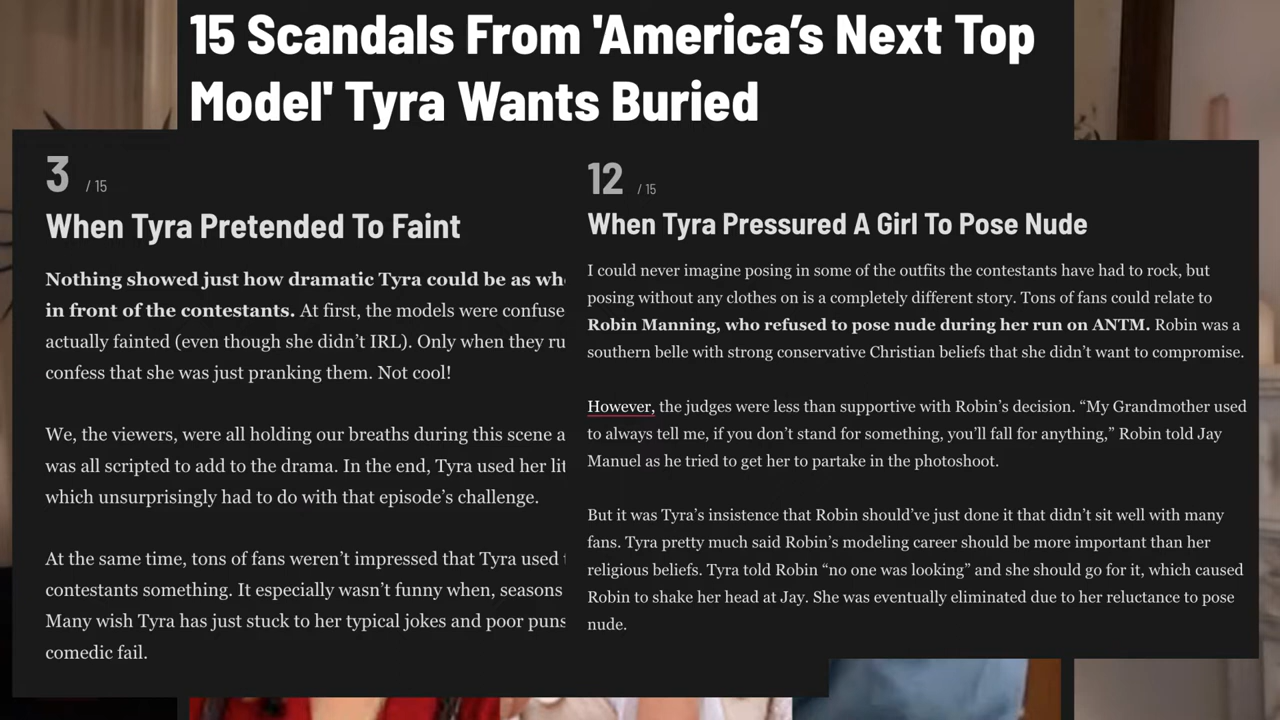 15 Scandals From 'America’s Next Top
Model' Tyra Wants Buried
3 / 15
When Tyra Pretended To Faint
Nothing showed just how dramatic Tyra could be as
in front of the contestants. At first, the models were
actually fainted (even though she didn’t IRL). Only when they
confess that she was just pranking them. Not cool!
We, the viewers, were all holding our breaths during this scene
was all scripted to add to the drama. In the end, Tyra used her
which unsurprisingly had to do with that episode’s challenge.
At the same time, tons of fans weren’t impressed that Tyra used
contestants something. It especially wasn’t funny when, seasons
Many wish Tyra has just stuck to her typical jokes and poor puns
comedic fail.
12 / 15
When Tyra Pressured A Girl To Pose Nude
I could never imagine posing in some of the outfits the contestants have had to rock, but
posing without any clothes on is a completely different story. Tons of fans could relate to
Robin Manning, who refused to pose nude during her run on ANTM. Robin was a
southern belle with strong conservative Christian beliefs that she didn’t want to compromise.
However, the judges were less than supportive with Robin’s decision. “My Grandmother used
to always tell me, if you don’t stand for something, you’ll fall for anything,” Robin told Jay
Manuel as he tried to get her to partake in the photoshoot.
But it was Tyra’s insistence that Robin should’ve just done it that didn’t sit well with many
fans. Tyra pretty much said Robin’s modeling career should be more important than her
religious beliefs. Tyra told Robin “no one was looking” and she should go for it, which caused
Robin to shake her head at Jay. She was eventually eliminated due to her reluctance to pose
nude.